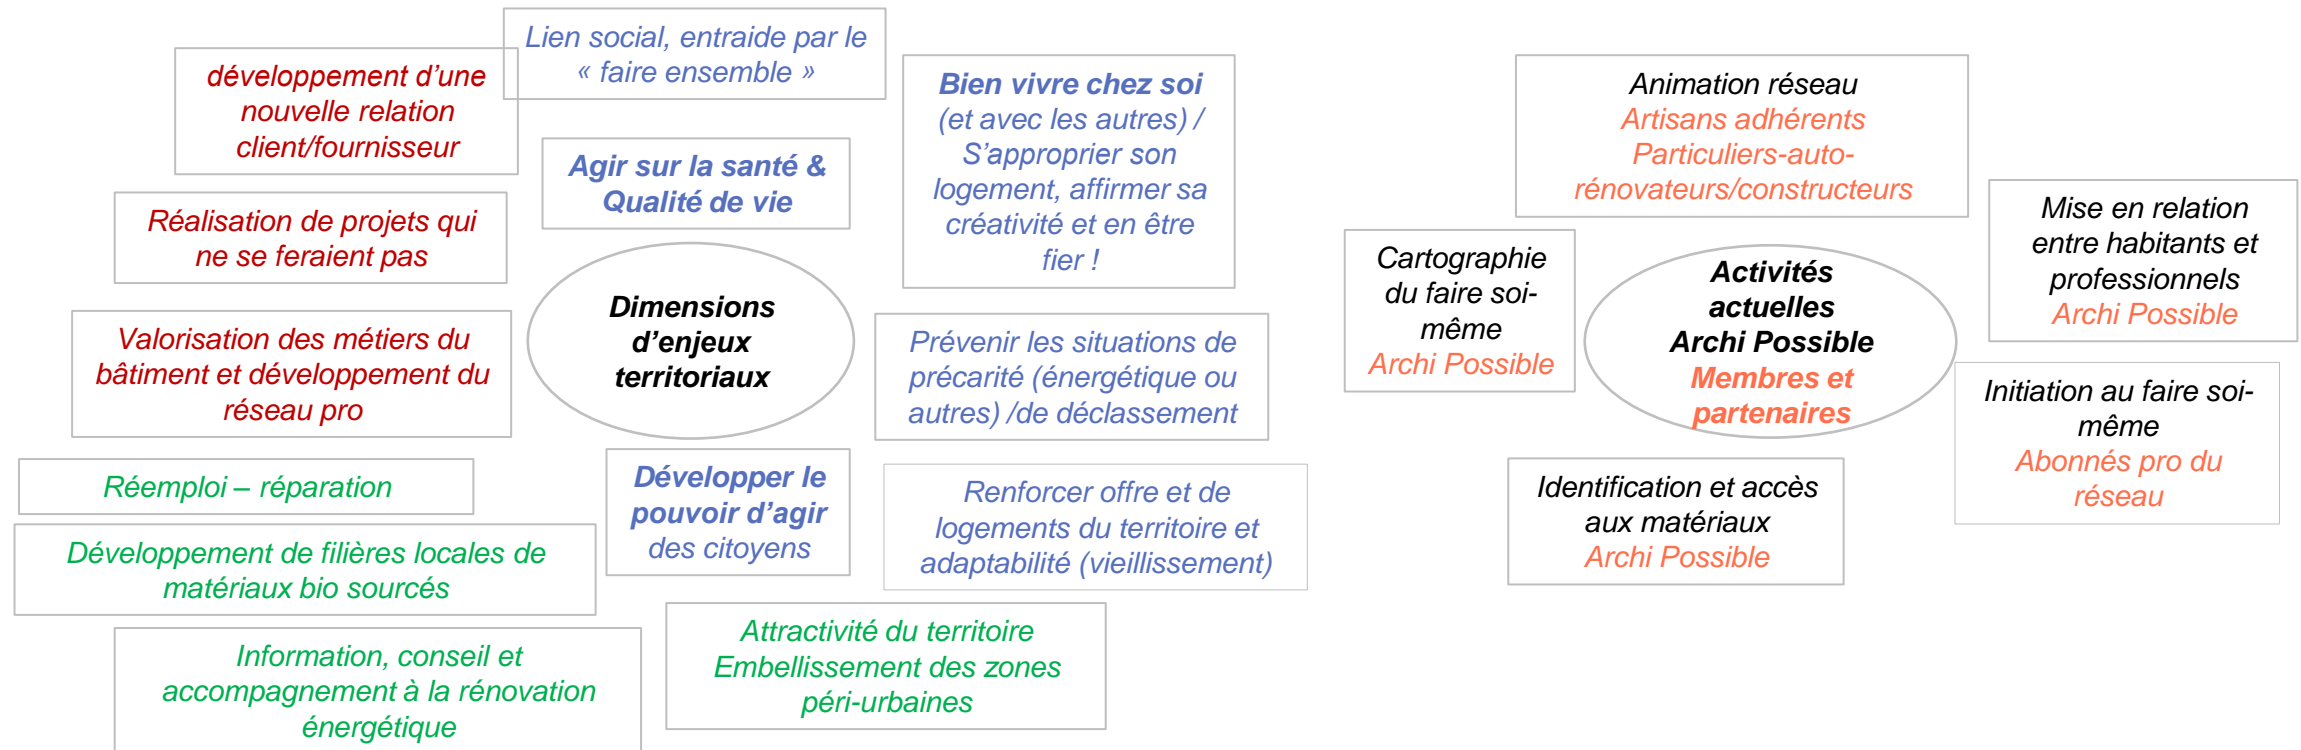 Lien social, entraide par le
« faire ensemble »
développement d’une
nouvelle relation
client/fournisseur
Bien vivre chez soi
(et avec les autres) /
S’approprier son
logement, affirmer sa
créativité et en être
fier !
Agir sur la santé &
Qualité de vie
Réalisation de projets qui
ne se feraient pas
Dimensions
d’enjeux
territoriaux
Valorisation des métiers du
bâtiment et développement du
réseau pro
Prévenir les situations de
précarité (énergétique ou
autres) /de déclassement
Réemploi – réparation
Développer le
pouvoir d’agir
des citoyens
Renforcer offre et de
logements du territoire et
adaptabilité (vieillissement)
Développement de filières locales de
matériaux bio sourcés
Information, conseil et
accompagnement à la rénovation
énergétique
Attractivité du territoire
Embellissement des zones
péri-urbaines
Animation réseau
Artisans adhérents
Particuliers-auto-
rénovateurs/constructeurs
Mise en relation
entre habitants et
professionnels
Archi Possible
Cartographie
du faire soi-
même
Archi Possible
Activités
actuelles
Archi Possible
Membres et
partenaires
Initiation au faire soi-
même
Abonnés pro du
réseau
Identification et accès
aux matériaux
Archi Possible